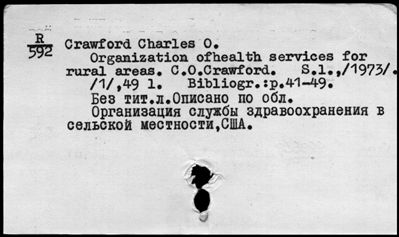 R
592
Crawford Charles O.
Organization ofhealth services for
rural areas. C.O.Crawford. S.l.,/1973/.
/1/,49 l. Bibliogr.:p.41-49.
Без тит.л.Описано по обл.
Организация службы здравоохранения в
сельской местности,США.